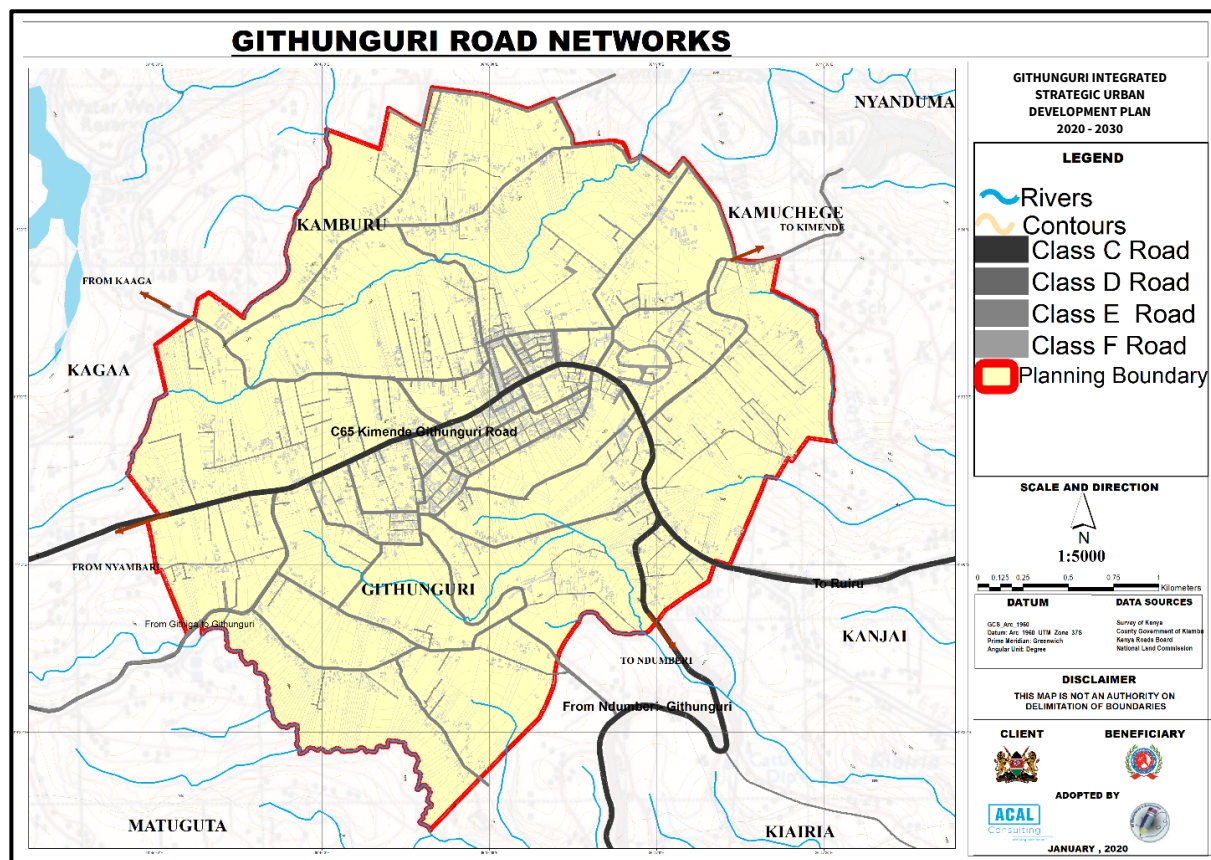 GITHUNGURI ROAD NETWORKS
NYANDUMA
KAMBURU
KAMUCHEGE
TO KIMENDE
FROM KAAGA
KAGAA
C65 Kimende Githunguri Road
FROM NYAMBARI
GITHUNGURI
To Ruiru
From Githiga to Githunguri
KANJAI
TO NDUMBERI
From Ndumberi- Githunguri
MATUGUTA
KIAIRIA
GITHUNGURI INTEGRATED
STRATEGIC URBAN
DEVELOPMENT PLAN
2020 - 2030
LEGEND
Rivers
Contours
Class C Road
Class D Road
Class E Road
Class F Road
Planning Boundary
SCALE AND DIRECTION
N
1:5000
0 0.125 0.25 0.5 0.75 1
Kilometers
DATUM
GCS_Arc_1960
Datum: Arc 1960 UTM Zone 37S
Prime Meridian: Greenwich
Angular Unit: Degree
DATA SOURCES
Survey of Kenya
County Government of Kiambu
Kenya Roads Board
National Land Commission
DISCLAIMER
THIS MAP IS NOT AN AUTHORITY ON
DELIMITATION OF BOUNDARIES
CLIENT BENEFICIARY
ADOPTED BY
ACAL
Consulting
JANUARY , 2020